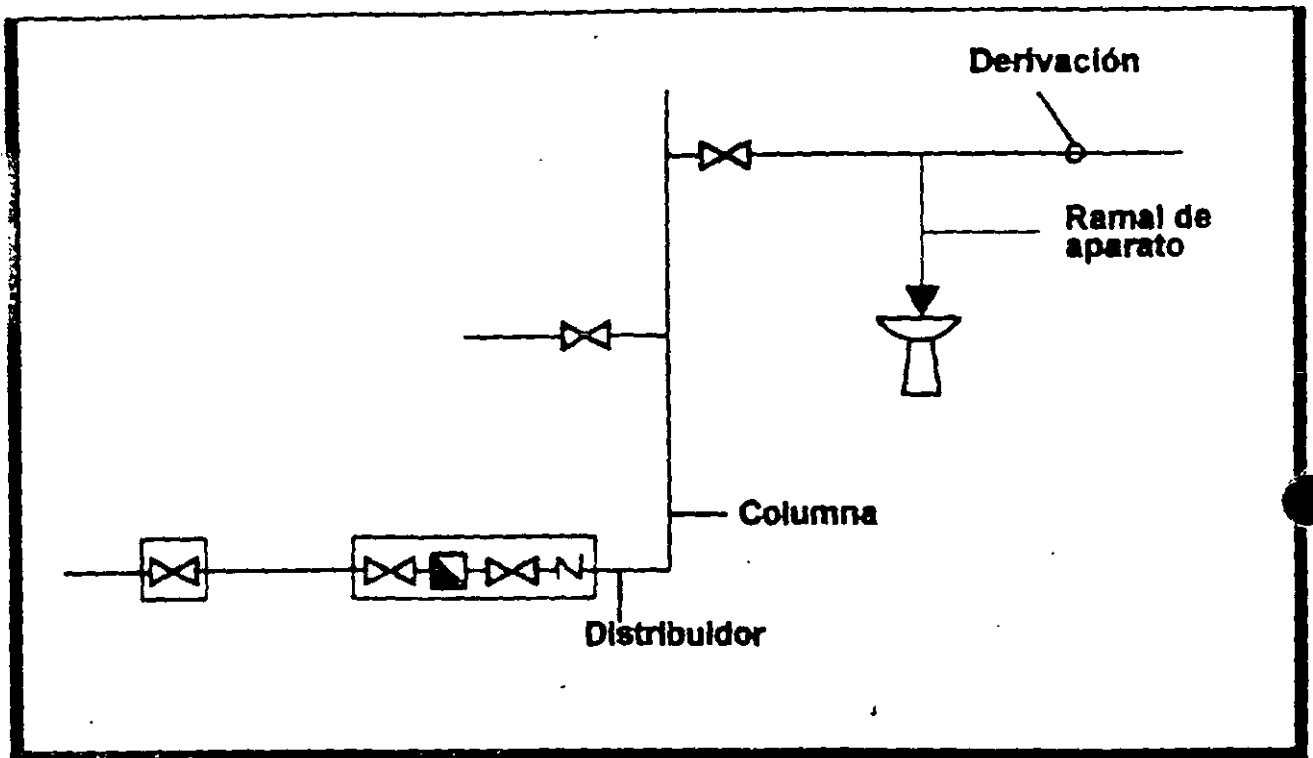 Derivación
Ramal de
aparato
Columna
Distribuidor